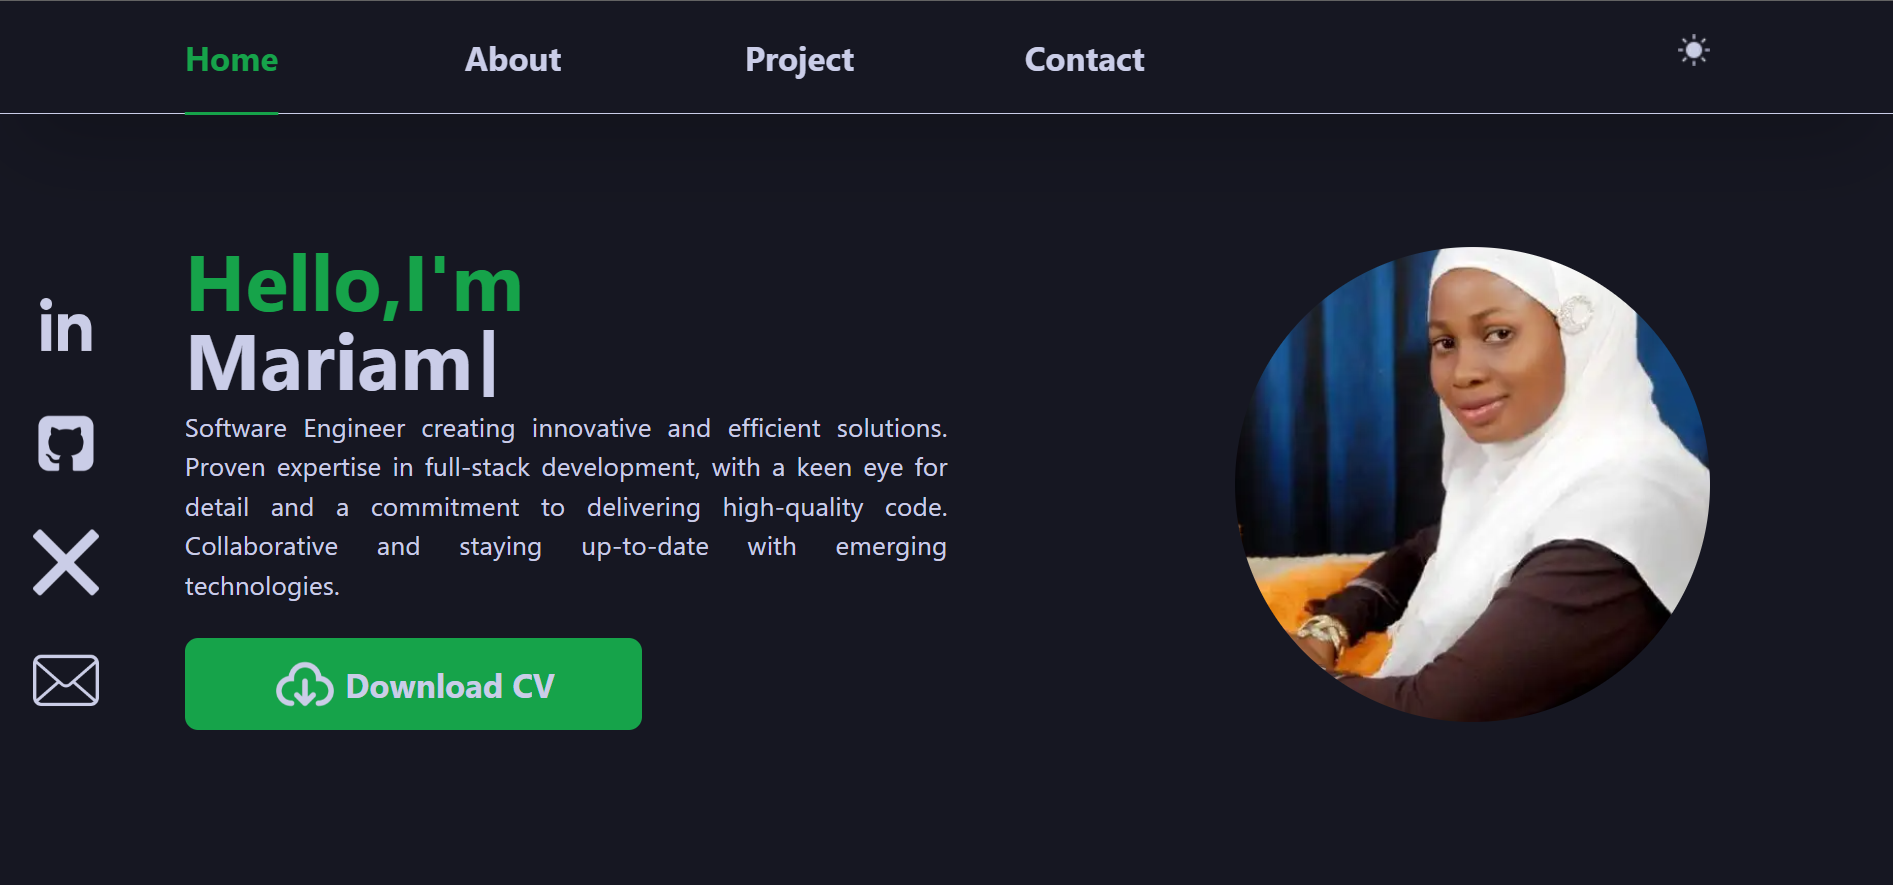 Home About Project Contact
Hello,I'm
Mariam|
in
Software Engineer creating innovative and efficient solutions.
Proven expertise in full-stack development, with a keen eye for
detail and a commitment to delivering high-quality code.
Collaborative and staying up-to-date with emerging
technologies.
Download CV